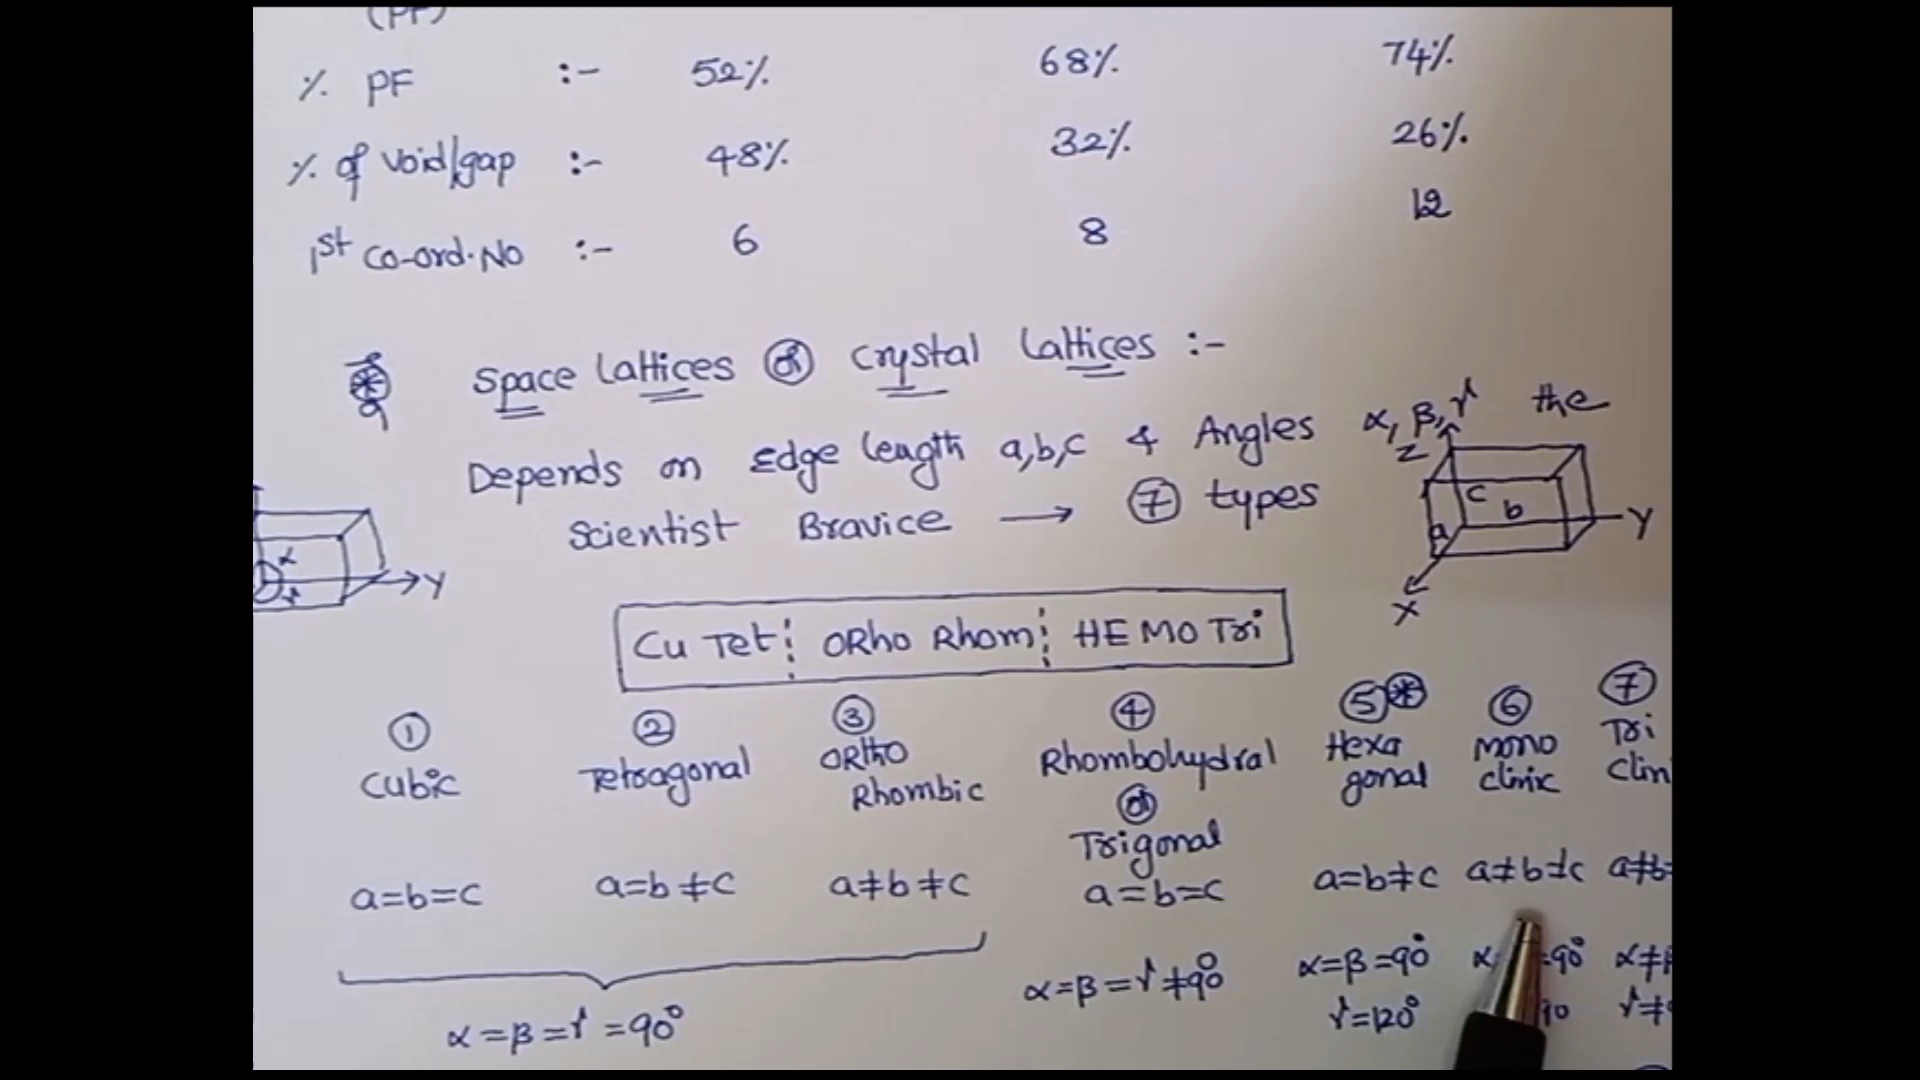 (PF)
% PF :- 52% 68% 74%
% of void/gap :- 48% 32% 26%
1st Co-ord.No :- 6 8 12
Space Lattices or Crystal Lattices :-
Depends on Edge length a,b,c & Angles α, β, γ the
Scientist Bravice → 7 types
Z
c
b
a
Y
X
α
γ
Y
Cu Tet ORho Rhom HE MO Tri
1 2 3 4 5 6 7
Cubic Tetragonal ORtho Rhombic Rhombohydral or Trigonal Hexa gonal Mono clinic Tri Clin
a=b=c a=b≠c a≠b≠c a=b=c a=b≠c a≠b≠c a≠b
α=β=γ=90° α=β=γ≠90° α=β=90° α =90° α≠
γ=120° γ≠